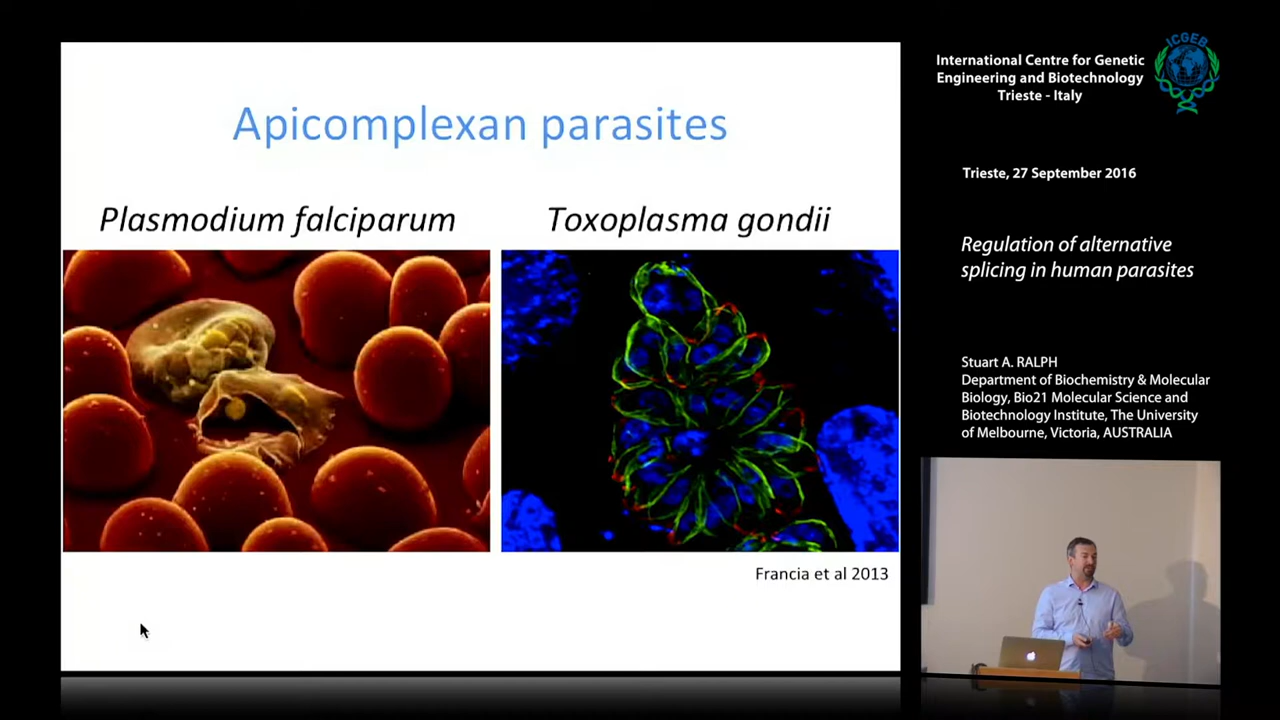 Apicomplexan parasites
Plasmodium falciparum
Toxoplasma gondii
Francia et al 2013
ICGEB
International Centre for Genetic
Engineering and Biotechnology
Trieste - Italy
Trieste, 27 September 2016
Regulation of alternative
splicing in human parasites
Stuart A. RALPH
Department of Biochemistry & Molecular
Biology, Bio21 Molecular Science and
Biotechnology Institute, The University
of Melbourne, Victoria, AUSTRALIA